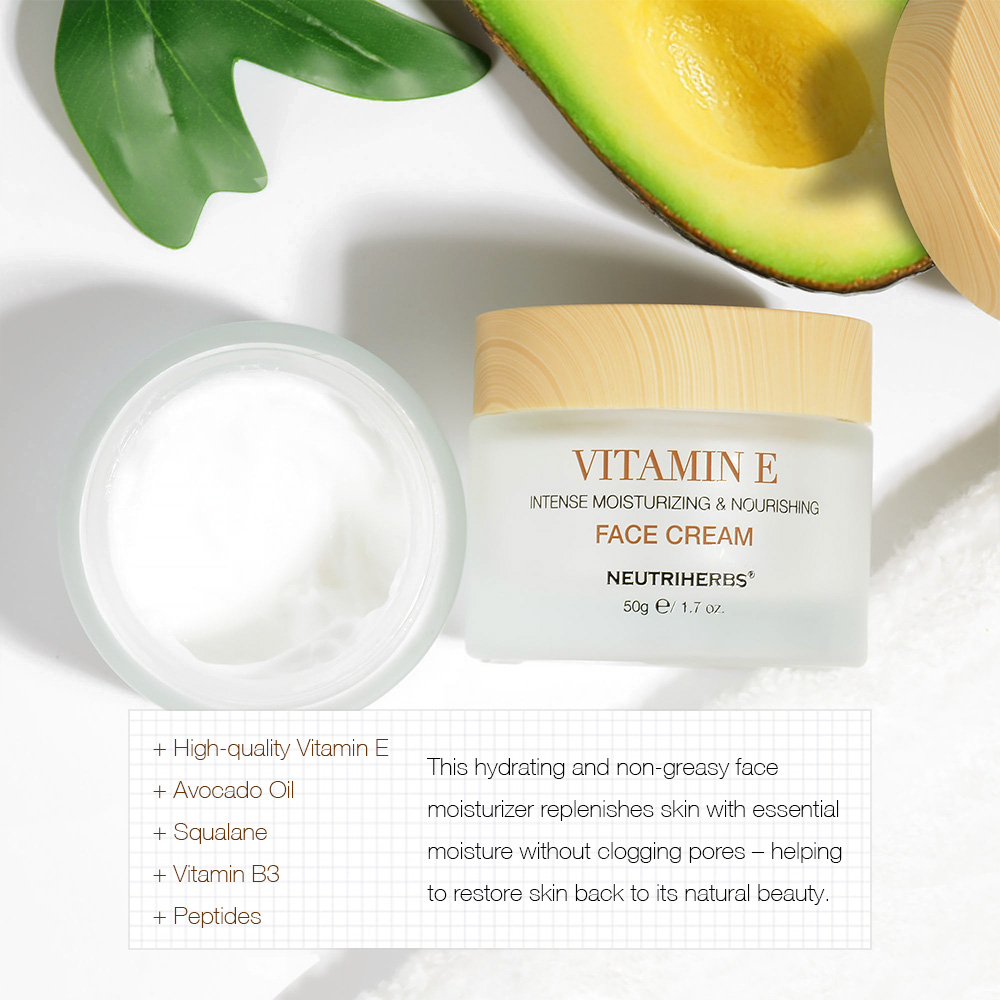 VITAMIN E
INTENSE MOISTURIZING & NOURISHING
FACE CREAM
NEUTRIHERBS®
50g ℮/ 1.7 oz.
+ High-quality Vitamin E
+ Avocado Oil
+ Squalane
+ Vitamin B3
+ Peptides
This hydrating and non-greasy face
moisturizer replenishes skin with essential
moisture without clogging pores – helping
to restore skin back to its natural beauty.